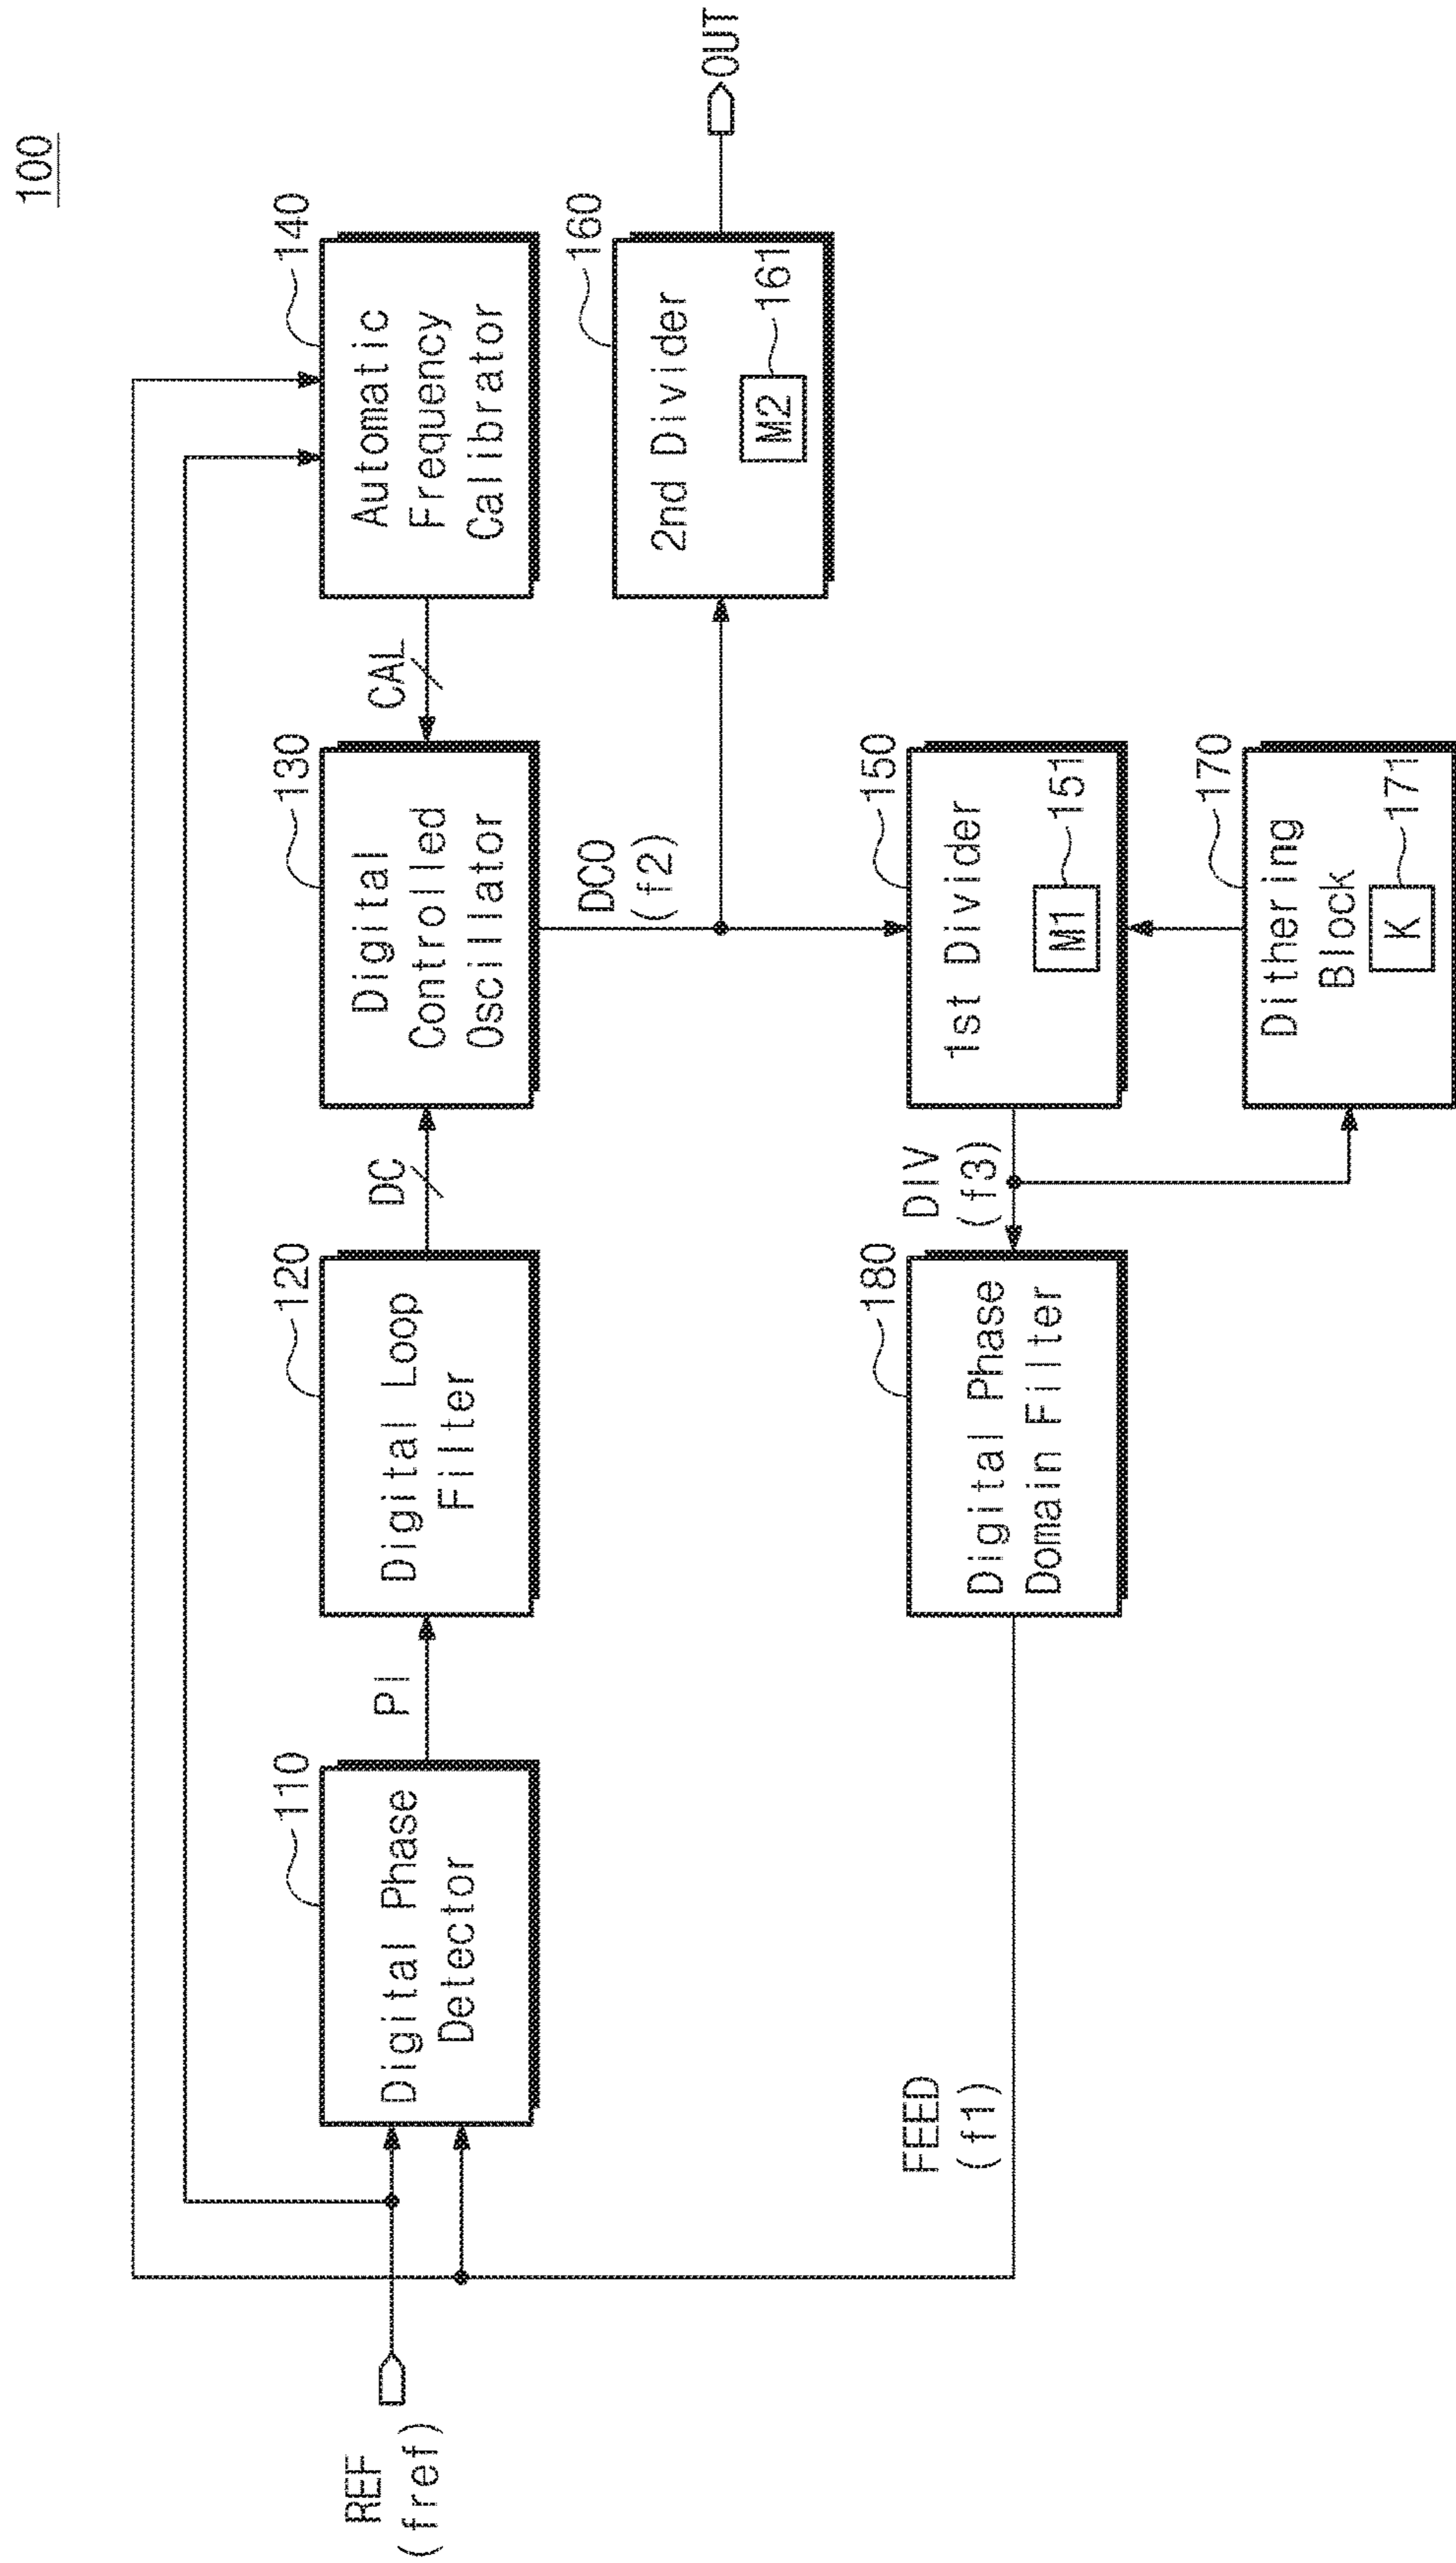 100
REF
(fref)
110
Digital Phase
Detector
PI
120
Digital Loop
Filter
DC
130
Digital
Controlled
Oscillator
CAL
140
Automatic
Frequency
Calibrator
DCO
(f2)
160
2nd Divider
M2
161
OUT
FEED
(f1)
180
Digital Phase
Domain Filter
DIV
(f3)
150
1st Divider
M1
151
170
Dithering
Block
K
171